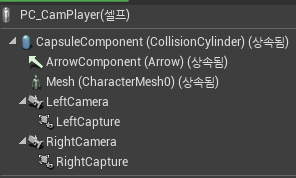 PC_CamPlayer(셀프)
CapsuleComponent (CollisionCylinder) (상속됨)
ArrowComponent (Arrow) (상속됨)
Mesh (CharacterMesh0) (상속됨)
LeftCamera
LeftCapture
RightCamera
RightCapture